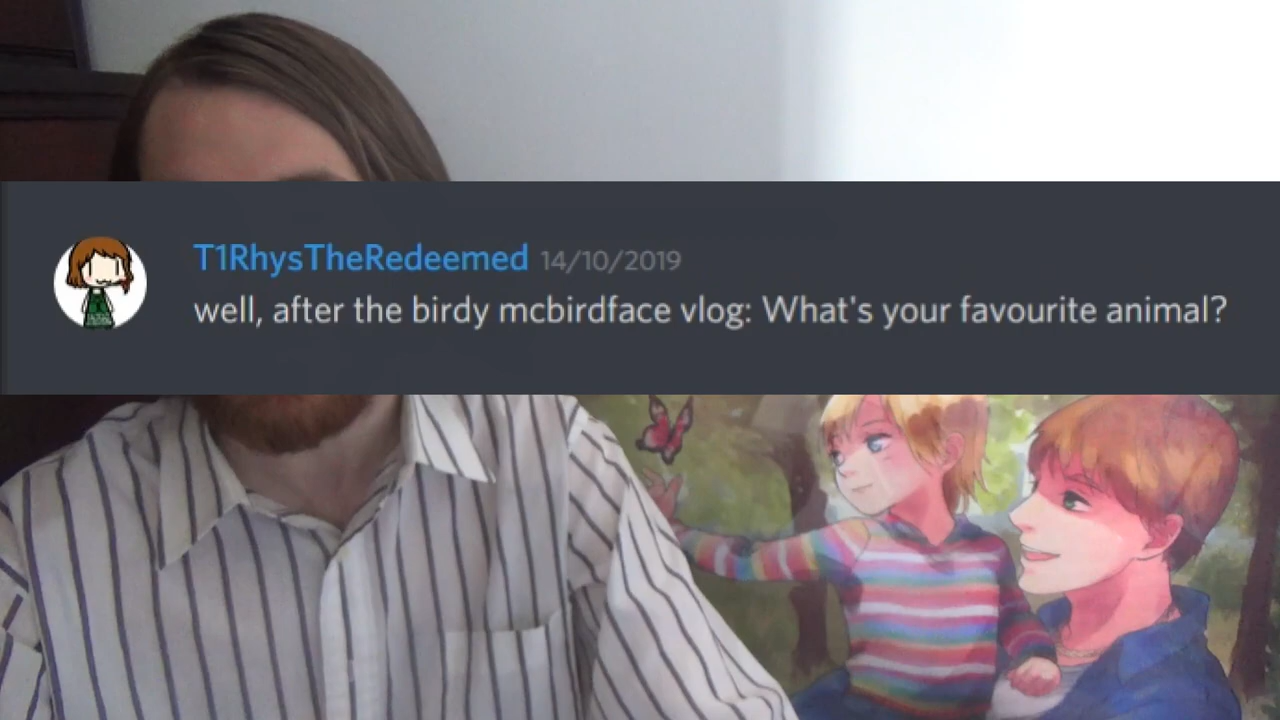 T1RhysTheRedeemed 14/10/2019
well, after the birdy mcbirdface vlog: What's your favourite animal?